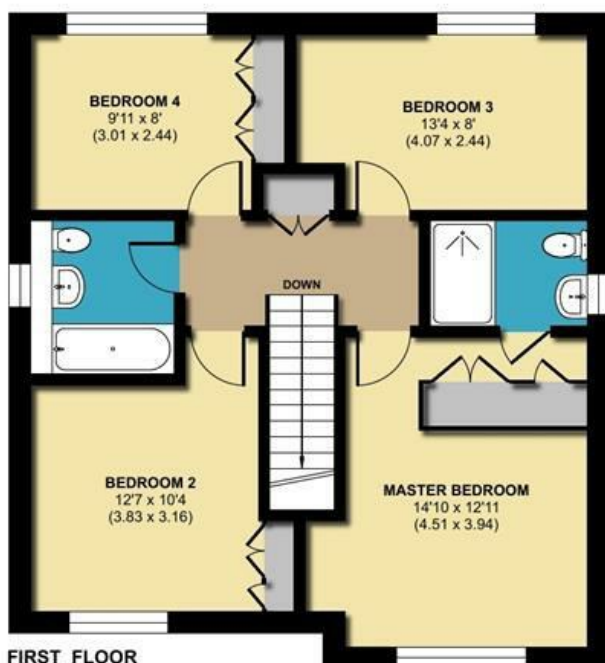 BEDROOM 4
9'11 x 8'
(3.01 x 2.44)
BEDROOM 3
13'4 x 8'
(4.07 x 2.44)
DOWN
BEDROOM 2
12'7 x 10'4
(3.83 x 3.16)
MASTER BEDROOM
14'10 x 12'11
(4.51 x 3.94)
FIRST FLOOR